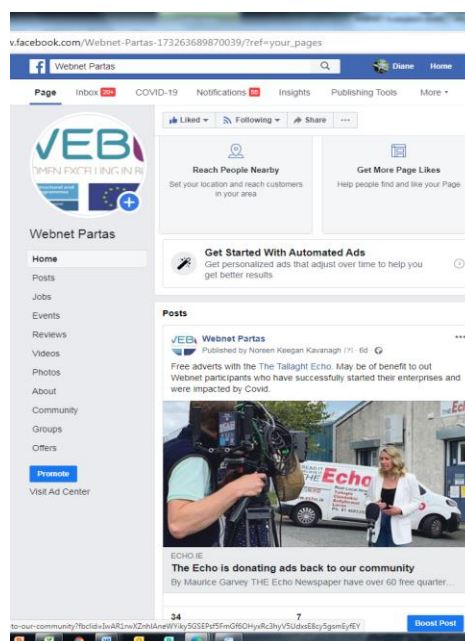 v.facebook.com/Webnet-Partas-173263689870039/?ref=your_pages
Webnet Partas
Diane Home
Page Inbox 20+ COVID-19 Notifications Insights Publishing Tools More
Liked Following Share ...
VEB
OMEN EXCELLING IN
Reach People Nearby
Set your location and reach customers
in your area
Get More Page Likes
Help people find and like your Page
Webnet Partas
Get Started With Automated Ads
Get personalized ads that adjust over time to help you
get better results
Home
Posts
Jobs
Events
Reviews
Videos
Photos
About
Community
Groups
Offers
Promote
Visit Ad Center
Posts
VEB
Webnet Partas
Published by Noreen Keegan Kavanagh [?] · 6d ·
Free adverts with the The Tallaght Echo. May be of benefit to out
Webnet participants who have successfully started their enterprises and
were impacted by Covid.
THE Echo
ECHO.IE
The Echo is donating ads back to our community
By Maurice Garvey THE Echo Newspaper have over 60 free quarter...
34 7
Boost Post